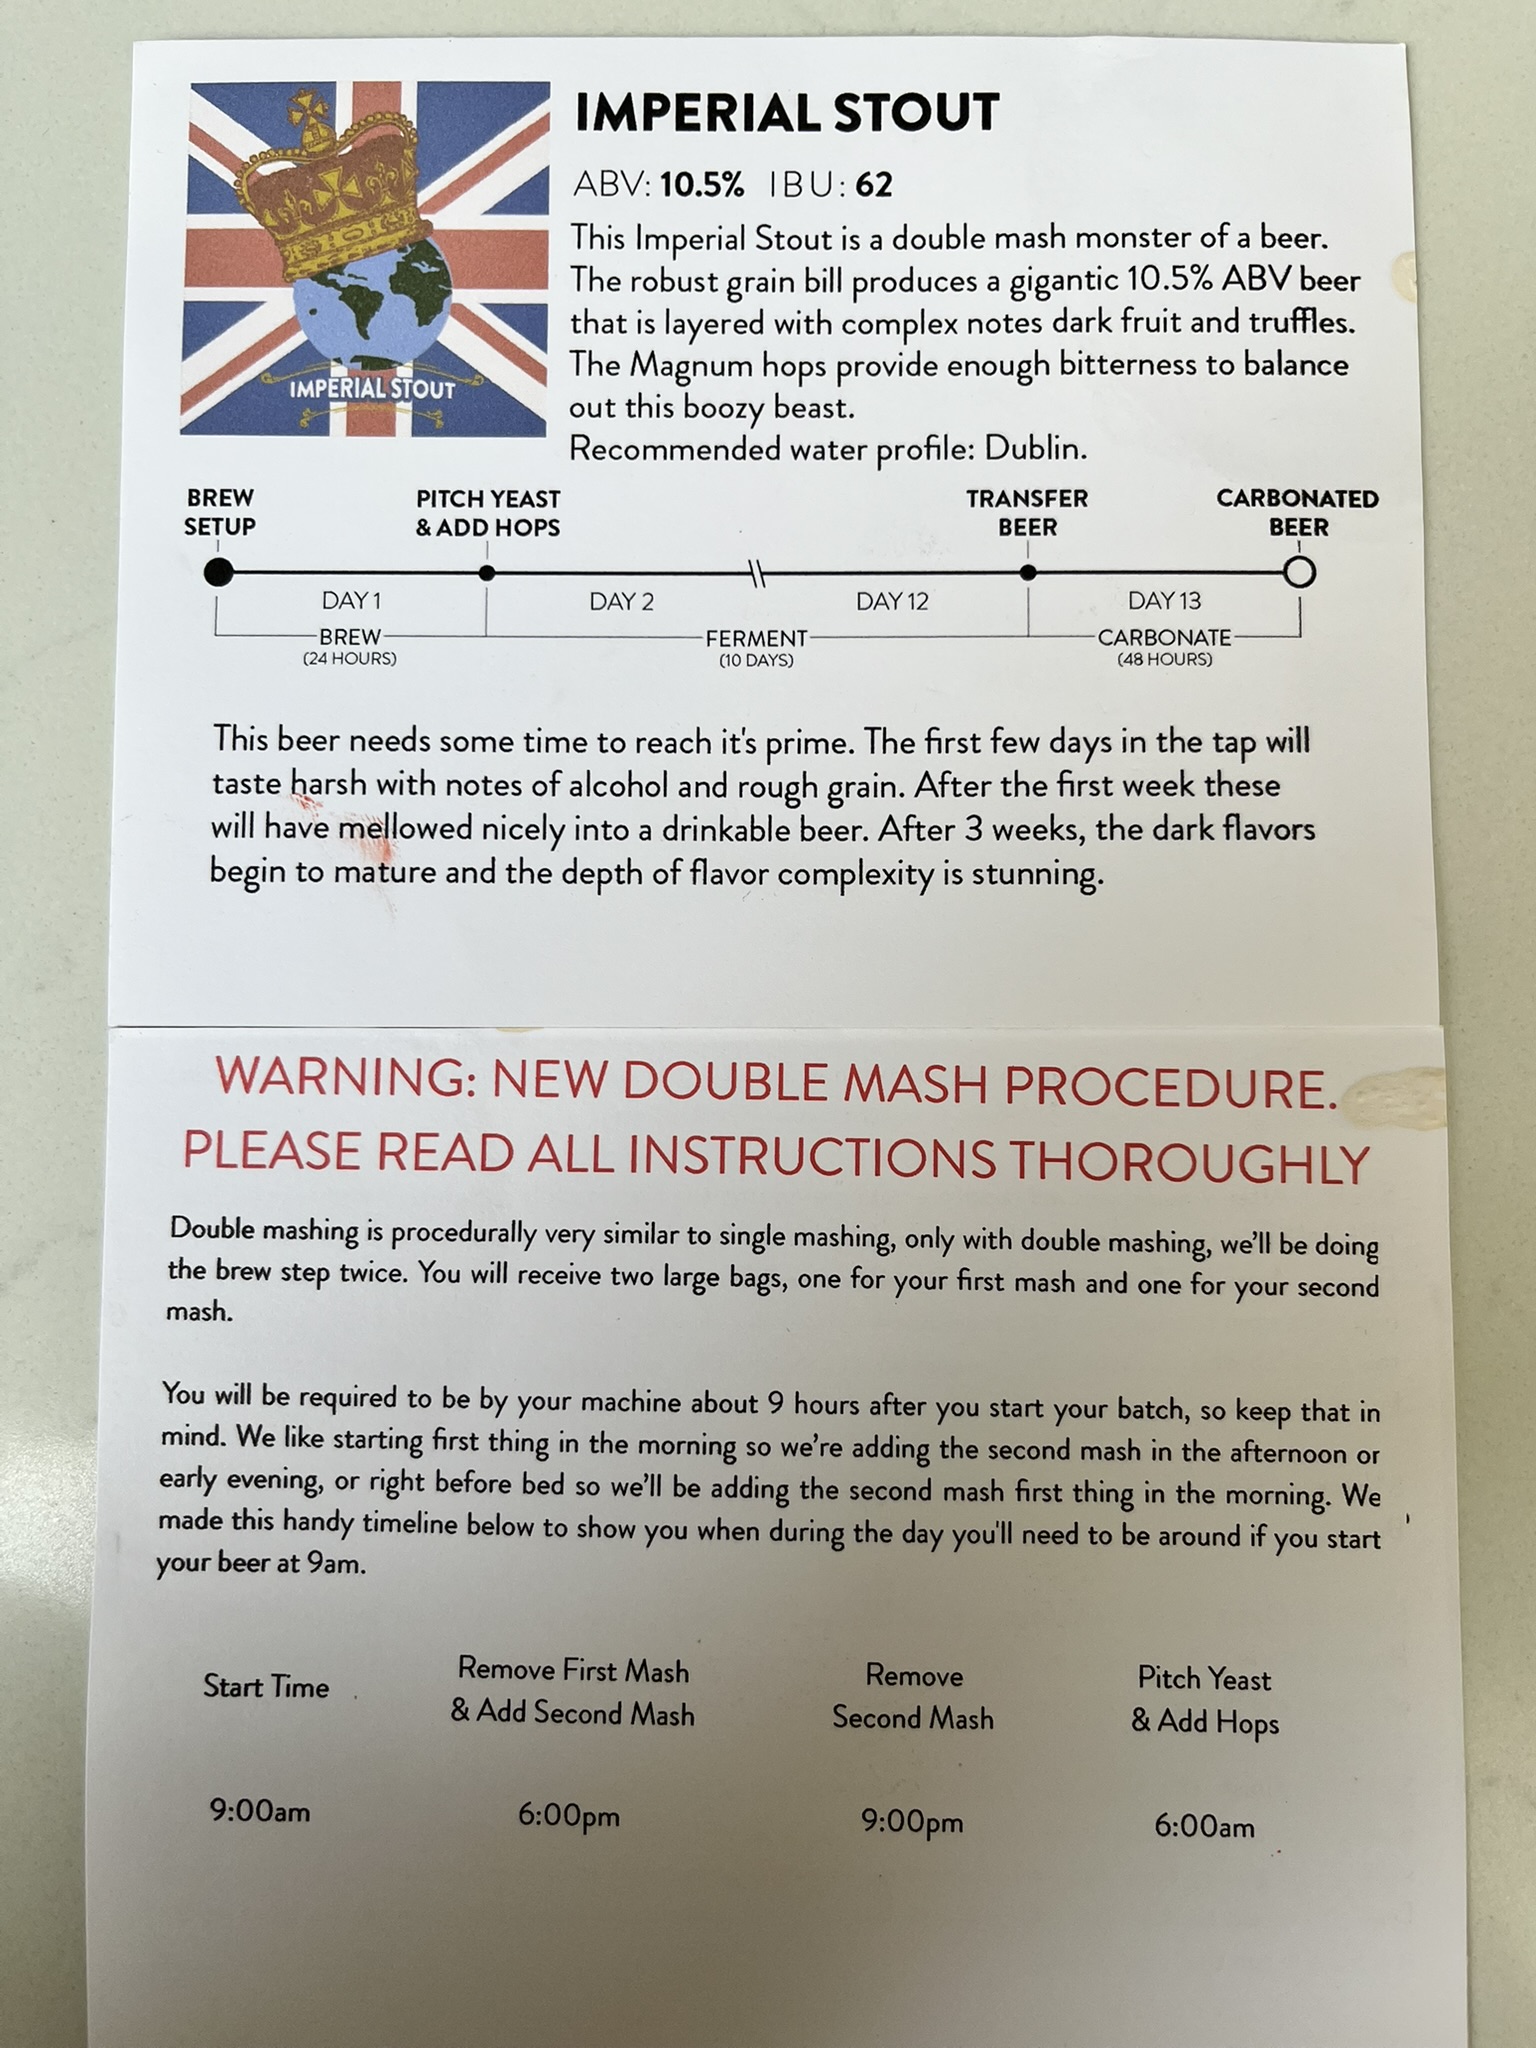 IMPERIAL STOUT
IMPERIAL STOUT
ABV: 10.5% IBU: 62
This Imperial Stout is a double mash monster of a beer.
The robust grain bill produces a gigantic 10.5% ABV beer
that is layered with complex notes dark fruit and truffles.
The Magnum hops provide enough bitterness to balance
out this boozy beast.
Recommended water profile: Dublin.
BREW
SETUP
PITCH YEAST
& ADD HOPS
TRANSFER
BEER
CARBONATED
BEER
DAY 1
DAY 2
DAY 12
DAY 13
BREW
(24 HOURS)
FERMENT
(10 DAYS)
CARBONATE
(48 HOURS)
This beer needs some time to reach it's prime. The first few days in the tap will
taste harsh with notes of alcohol and rough grain. After the first week these
will have mellowed nicely into a drinkable beer. After 3 weeks, the dark flavors
begin to mature and the depth of flavor complexity is stunning.
WARNING: NEW DOUBLE MASH PROCEDURE.
PLEASE READ ALL INSTRUCTIONS THOROUGHLY
Double mashing is procedurally very similar to single mashing, only with double mashing, we'll be doing
the brew step twice. You will receive two large bags, one for your first mash and one for your second
mash.
You will be required to be by your machine about 9 hours after you start your batch, so keep that in
mind. We like starting first thing in the morning so we're adding the second mash in the afternoon or
early evening, or right before bed so we'll be adding the second mash first thing in the morning. We
made this handy timeline below to show you when during the day you'll need to be around if you start
your beer at 9am.
Start Time
Remove First Mash
& Add Second Mash
Remove
Second Mash
Pitch Yeast
& Add Hops
9:00am
6:00pm
9:00pm
6:00am